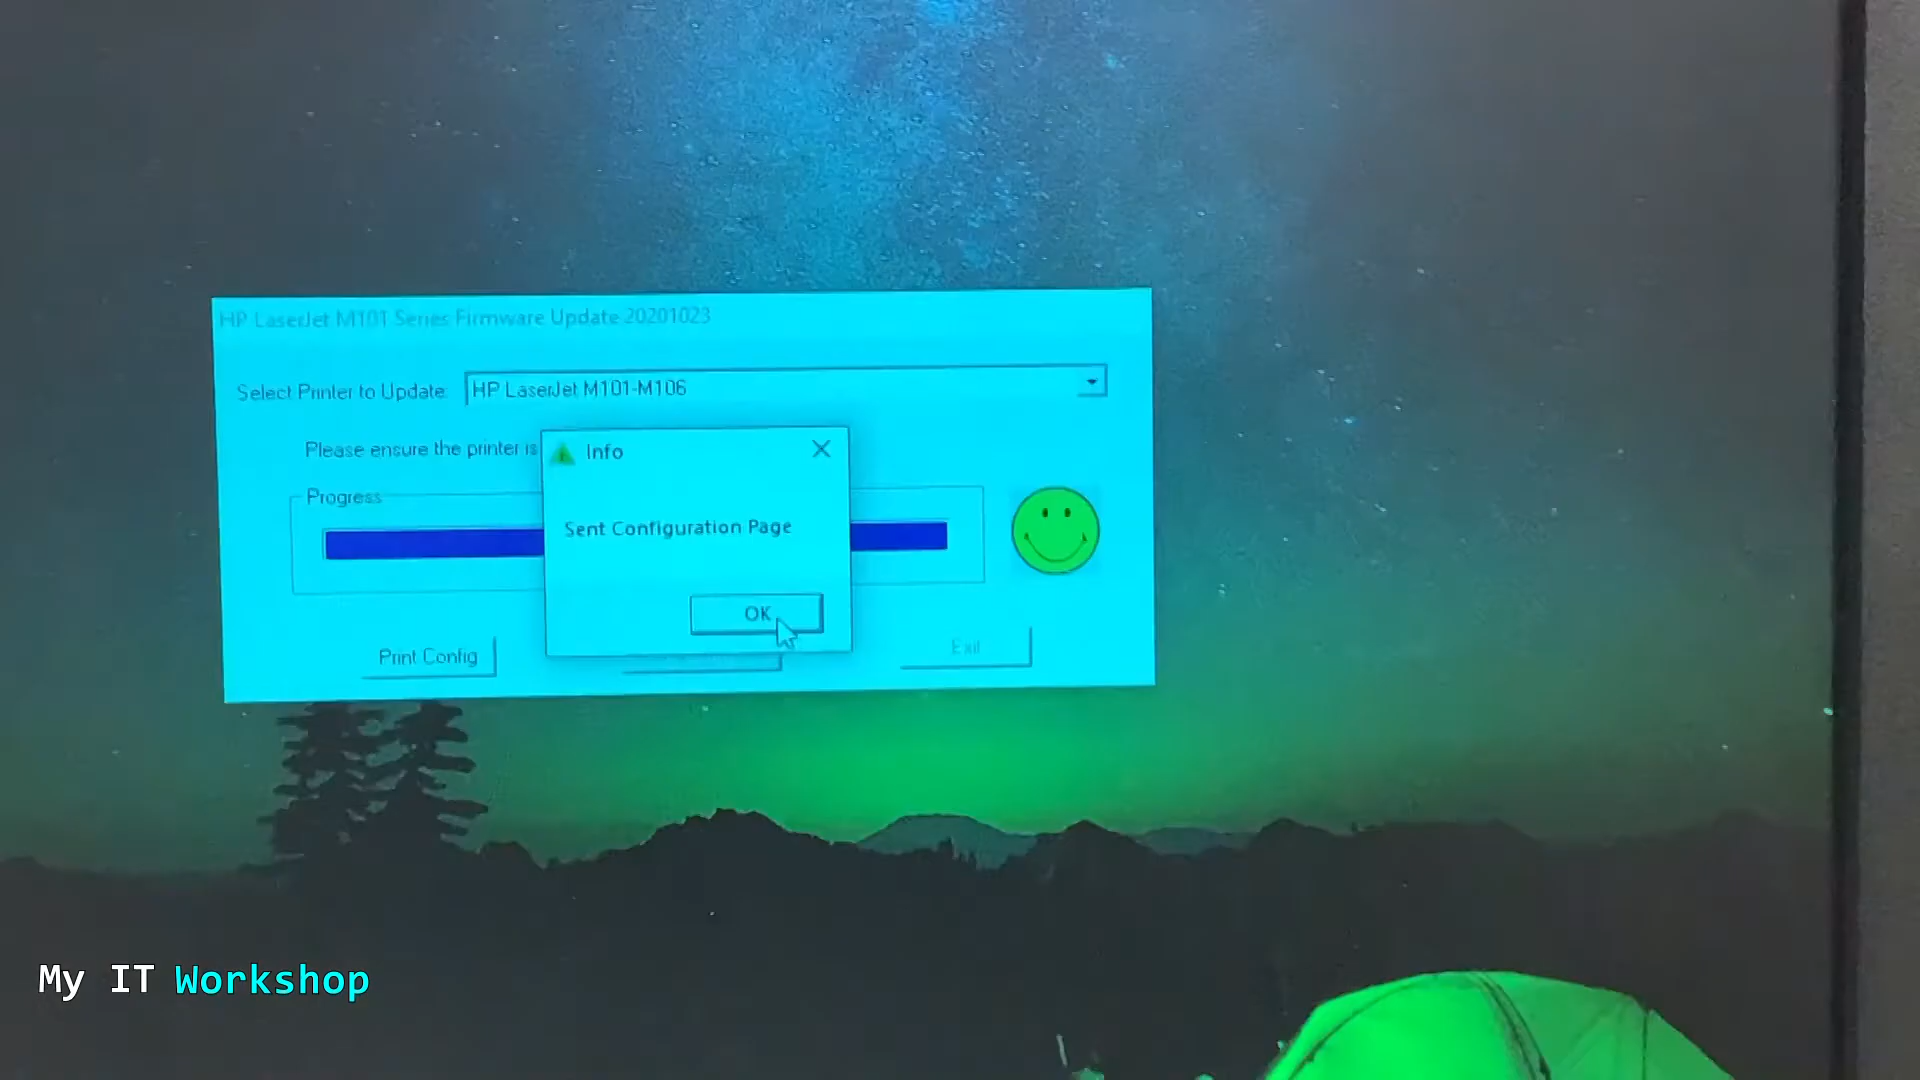 HP LaserJet M101 Series Firmware Update 20201023
Select Printer to Update: HP LaserJet M101-M106
Please ensure the printer is
Info
Progress
Sent Configuration Page
OK
Print Config
Exit
My IT Workshop